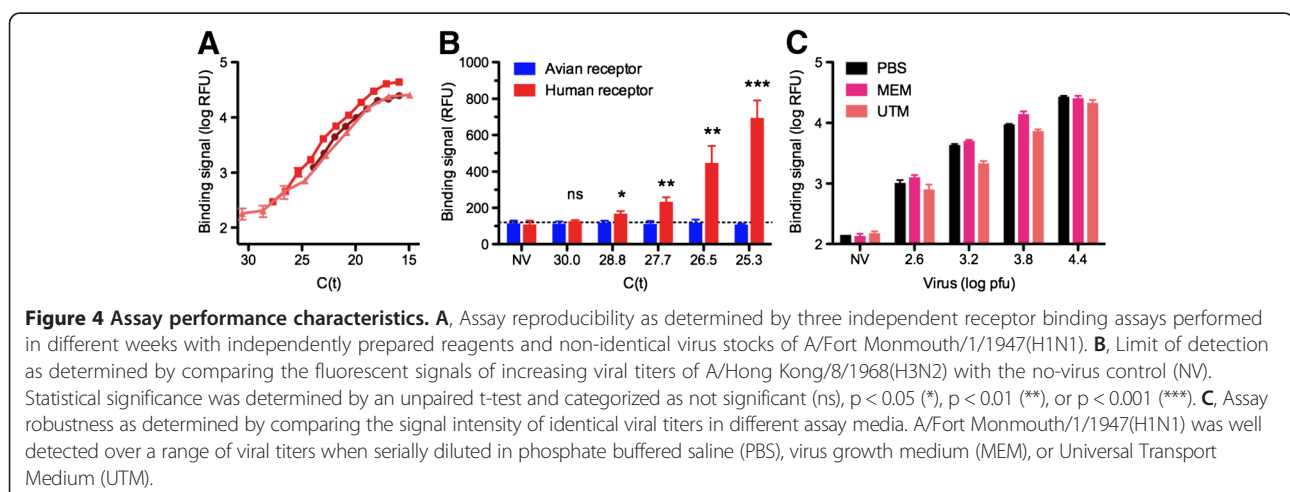 A
Binding signal (log RFU)
5
4
3
2
30 25 20 15
C(t)
B
Avian receptor
Human receptor
Binding signal (RFU)
1000
800
600
400
200
0
ns
*
**
**
***
NV 30.0 28.8 27.7 26.5 25.3
C(t)
C
PBS
MEM
UTM
Binding signal (log RFU)
5
4
3
2
NV 2.6 3.2 3.8 4.4
Virus (log pfu)
Figure 4 Assay performance characteristics. A, Assay reproducibility as determined by three independent receptor binding assays performed
in different weeks with independently prepared reagents and non-identical virus stocks of A/Fort Monmouth/1/1947(H1N1). B, Limit of detection
as determined by comparing the fluorescent signals of increasing viral titers of A/Hong Kong/8/1968(H3N2) with the no-virus control (NV).
Statistical significance was determined by an unpaired t-test and categorized as not significant (ns), p < 0.05 (*), p < 0.01 (**), or p < 0.001 (***). C, Assay
robustness as determined by comparing the signal intensity of identical viral titers in different assay media. A/Fort Monmouth/1/1947(H1N1) was well
detected over a range of viral titers when serially diluted in phosphate buffered saline (PBS), virus growth medium (MEM), or Universal Transport
Medium (UTM).